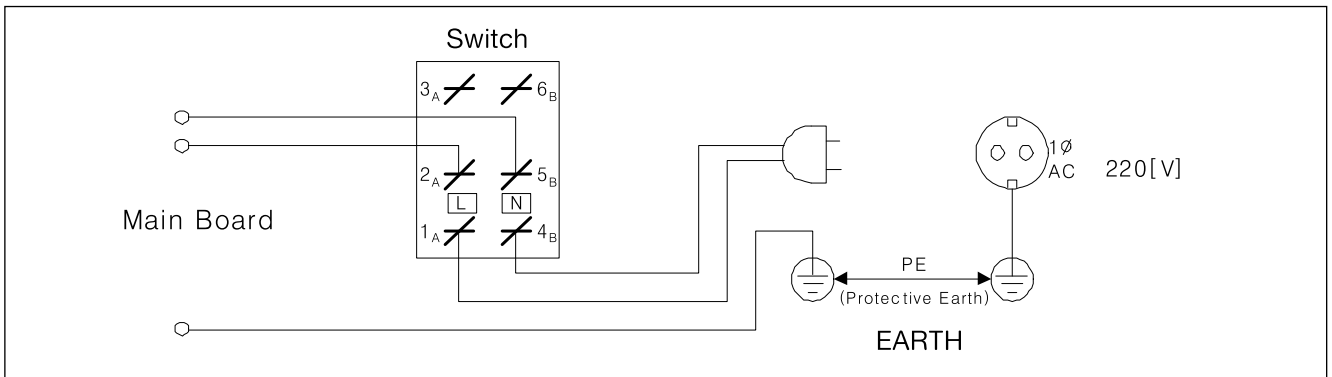 Switch
3A 6B
2A 5B
L N
Main Board
1A 4B
1Ø
AC 220[V]
PE
(Protective Earth)
EARTH